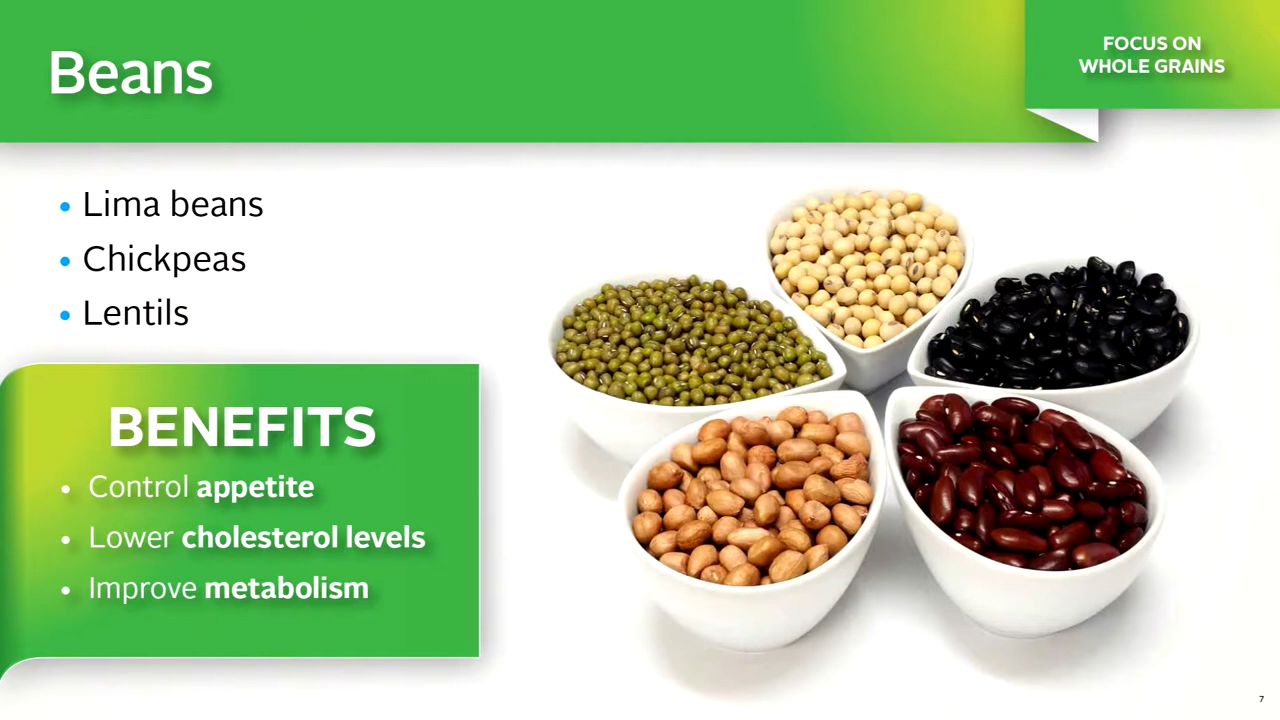 Beans
FOCUS ON
WHOLE GRAINS
• Lima beans
• Chickpeas
• Lentils
BENEFITS
• Control appetite
• Lower cholesterol levels
• Improve metabolism
7